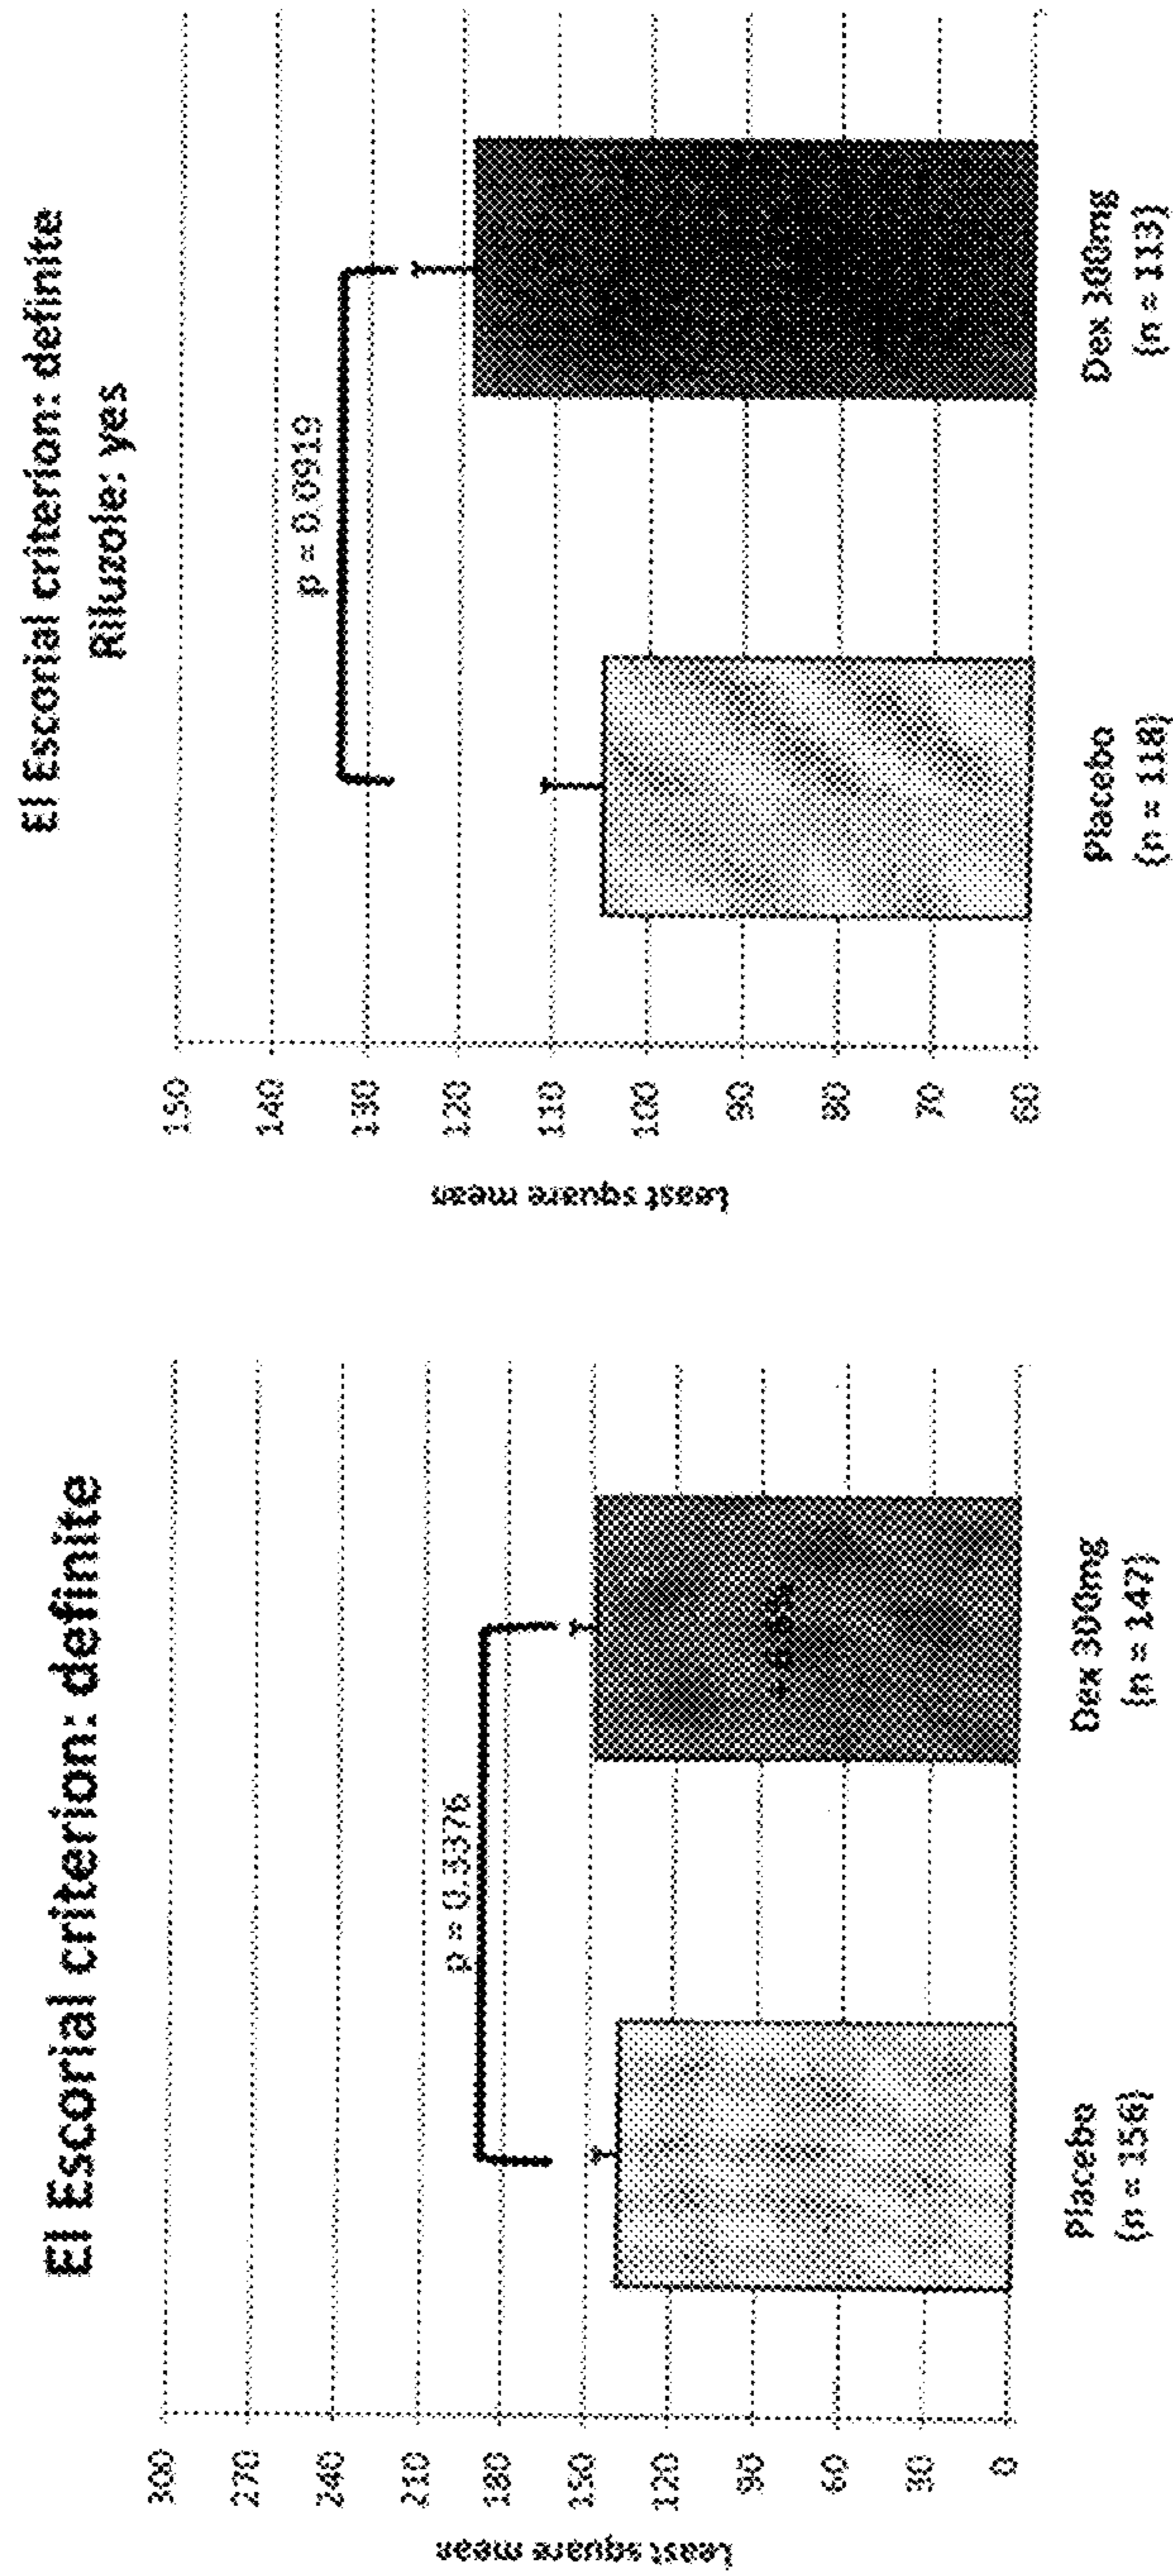 El Escorial criterion: definite
300
270
240
210
180
150
120
90
60
30
0
Least square mean
p = 0.3376
Placebo
(n = 156)
Dex 300mg
(n = 147)
El Escorial criterion: definite
Riluzole: yes
150
140
130
120
110
100
90
80
70
60
Least square mean
p = 0.0919
Placebo
(n = 118)
Dex 300mg
(n = 113)